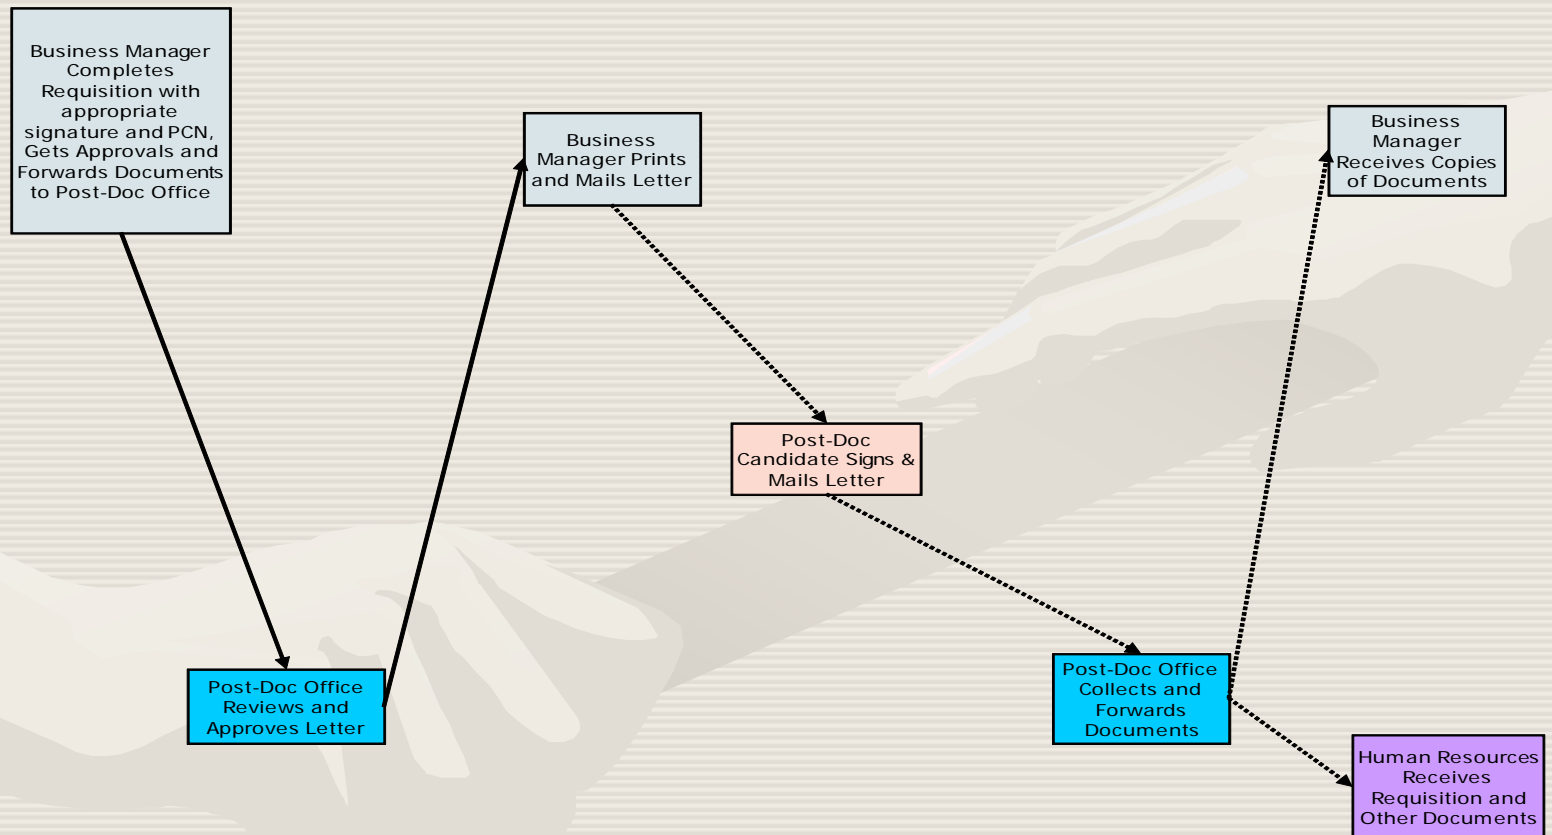 Business Manager
Completes
Requisition with
appropriate
signature and PCN,
Gets Approvals and
Forwards Documents
to Post-Doc Office
Business
Manager Prints
and Mails Letter
Business
Manager
Receives Copies
of Documents
Post-Doc
Candidate Signs &
Mails Letter
Post-Doc Office
Reviews and
Approves Letter
Post-Doc Office
Collects and
Forwards
Documents
Human Resources
Receives
Requisition and
Other Documents